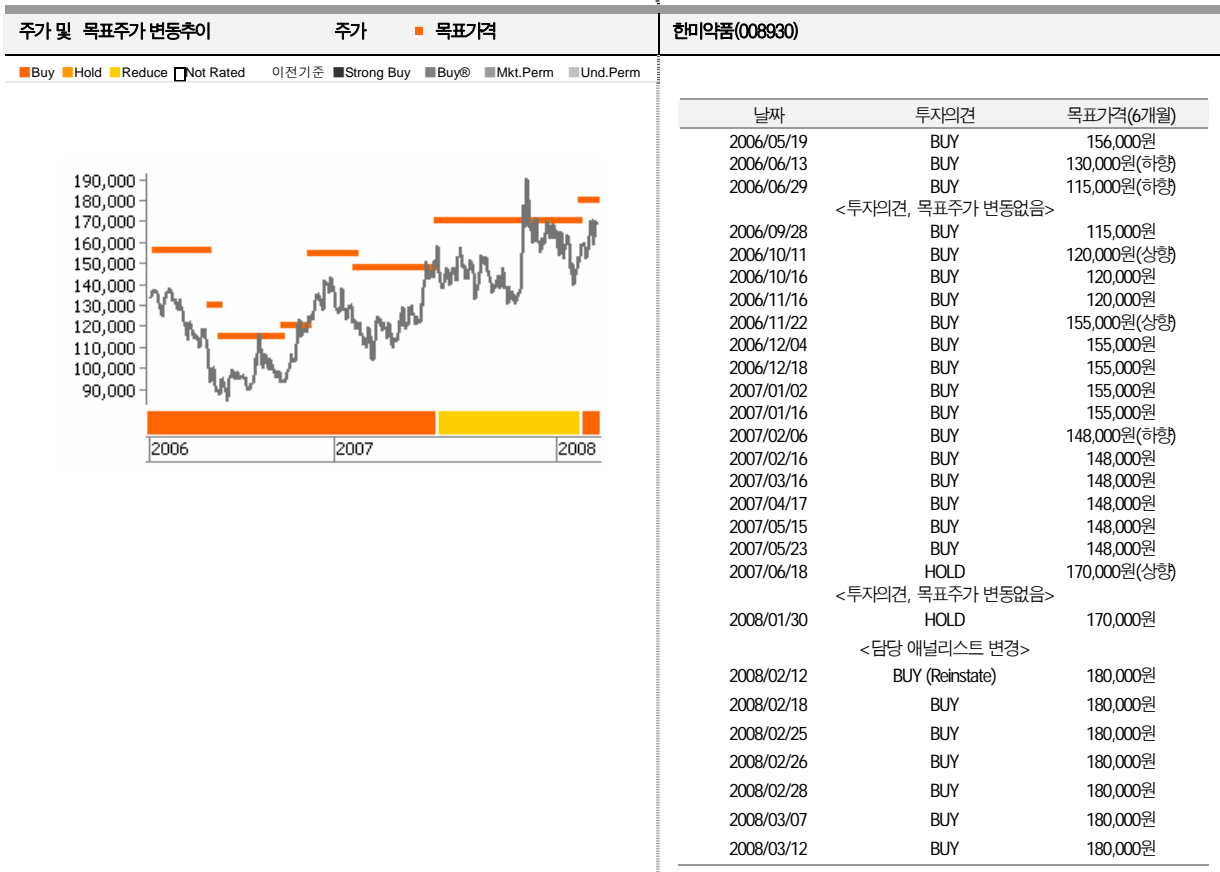 주가 및 목표주가 변동추이 주가 목표가격
Buy Hold Reduce Not Rated 이전기준 Strong Buy Buy® Mkt.Perm Und.Perm
190,000
180,000
170,000
160,000
150,000
140,000
130,000
120,000
110,000
100,000
90,000
2006 2007 2008
한미약품(008930)
날짜 투자의견 목표가격(6개월)
2006/05/19 BUY 156,000원
2006/06/13 BUY 130,000원(하향)
2006/06/29 BUY 115,000원(하향)
<투자의견, 목표주가 변동없음>
2006/09/28 BUY 115,000원
2006/10/11 BUY 120,000원(상향)
2006/10/16 BUY 120,000원
2006/11/16 BUY 120,000원
2006/11/22 BUY 155,000원(상향)
2006/12/04 BUY 155,000원
2006/12/18 BUY 155,000원
2007/01/02 BUY 155,000원
2007/01/16 BUY 155,000원
2007/02/06 BUY 148,000원(하향)
2007/02/16 BUY 148,000원
2007/03/16 BUY 148,000원
2007/04/17 BUY 148,000원
2007/05/15 BUY 148,000원
2007/05/23 BUY 148,000원
2007/06/18 HOLD 170,000원(상향)
<투자의견, 목표주가 변동없음>
2008/01/30 HOLD 170,000원
<담당 애널리스트 변경>
2008/02/12 BUY (Reinstate) 180,000원
2008/02/18 BUY 180,000원
2008/02/25 BUY 180,000원
2008/02/26 BUY 180,000원
2008/02/28 BUY 180,000원
2008/03/07 BUY 180,000원
2008/03/12 BUY 180,000원